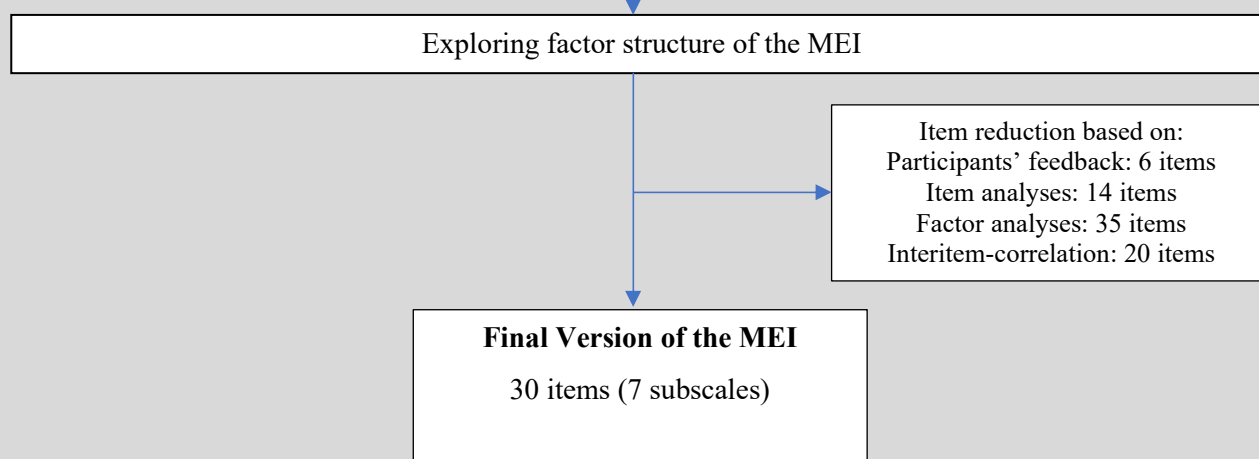 Exploring factor structure of the MEI
Item reduction based on:
Participants’ feedback: 6 items
Item analyses: 14 items
Factor analyses: 35 items
Interitem-correlation: 20 items
Final Version of the MEI
30 items (7 subscales)